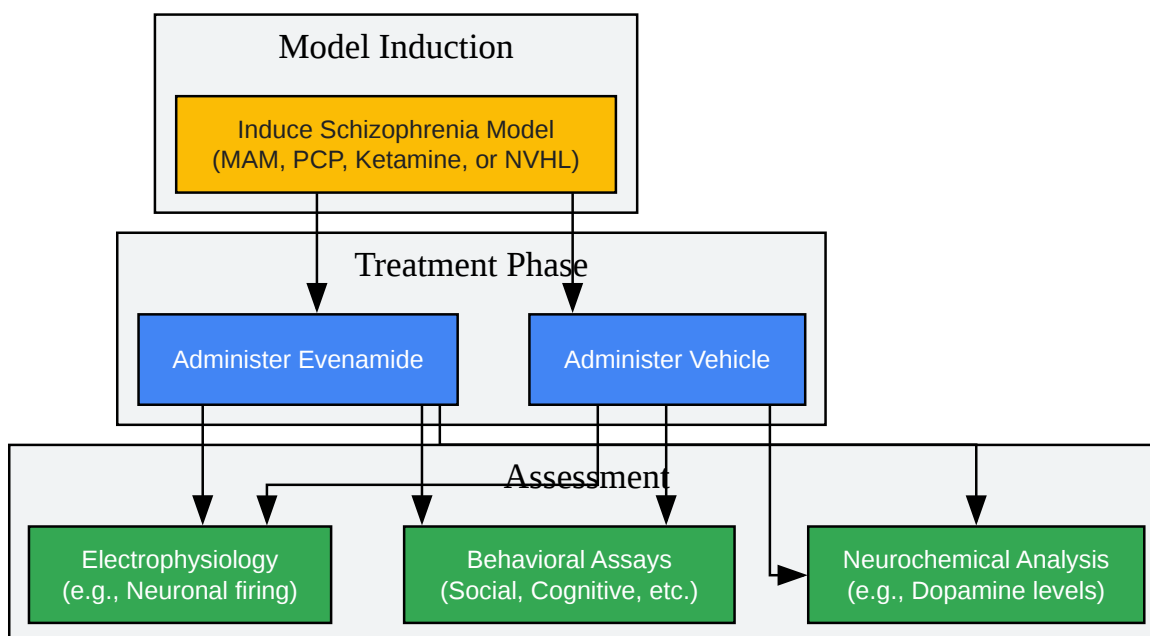 Model Induction
Induce Schizophrenia Model
(MAM, PCP, Ketamine, or NVHL)
Treatment Phase
Administer Evenamide
Administer Vehicle
Assessment
Electrophysiology
(e.g., Neuronal firing)
Behavioral Assays
(Social, Cognitive, etc.)
Neurochemical Analysis
(e.g., Dopamine levels)